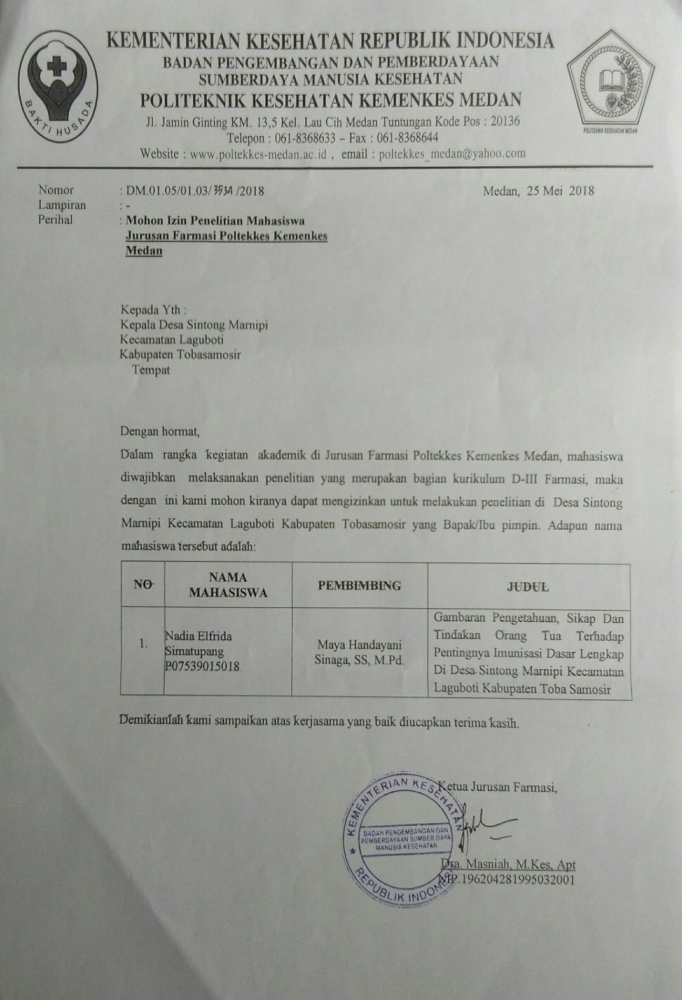 KEMENTERIAN KESEHATAN REPUBLIK INDONESIA
BADAN PENGEMBANGAN DAN PEMBERDAYAAN
SUMBERDAYA MANUSIA KESEHATAN
POLITEKNIK KESEHATAN KEMENKES MEDAN
Jl. Jamin Ginting KM. 13,5 Kel. Lau Cih Medan Tuntungan Kode Pos : 20136
Telepon : 061-8368633 – Fax : 061-8368644
Website : www.poltekkes-medan.ac.id , email : poltekkes_medan@yahoo.com
BAKTI HUSADA
POLITEKNIK KESEHATAN MEDAN
Nomor : DM.01.05/01.03/ /2018 Medan, 25 Mei 2018
Lampiran : -
Perihal : Mohon Izin Penelitian Mahasiswa
Jurusan Farmasi Poltekkes Kemenkes
Medan
Kepada Yth :
Kepala Desa Sintong Marnipi
Kecamatan Laguboti
Kabupaten Tobasamosir
Tempat
Dengan hormat,
Dalam rangka kegiatan akademik di Jurusan Farmasi Poltekkes Kemenkes Medan, mahasiswa
diwajibkan melaksanakan penelitian yang merupakan bagian kurikulum D-III Farmasi, maka
dengan ini kami mohon kiranya dapat mengizinkan untuk melakukan penelitian di Desa Sintong
Marnipi Kecamatan Laguboti Kabupaten Tobasamosir yang Bapak/Ibu pimpin. Adapun nama
mahasiswa tersebut adalah:
NO
NAMA
MAHASISWA
PEMBIMBING
JUDUL
1.
Nadia Elfrida
Simatupang
P07539015018
Maya Handayani
Sinaga, SS, M.Pd.
Gambaran Pengetahuan, Sikap Dan
Tindakan Orang Tua Terhadap
Pentingnya Imunisasi Dasar Lengkap
Di Desa Sintong Marnipi Kecamatan
Laguboti Kabupaten Toba Samosir
Demikianlah kami sampaikan atas kerjasama yang baik diucapkan terima kasih.
Ketua Jurusan Farmasi,
KEMENTERIAN KESEHATAN
BADAN PENGEMBANGAN DAN
PEMBERDAYAAN SUMBER DAYA
MANUSIA KESEHATAN
REPUBLIK INDONESIA
Dra. Masniah, M.Kes, Apt
NIP.196204281995032001